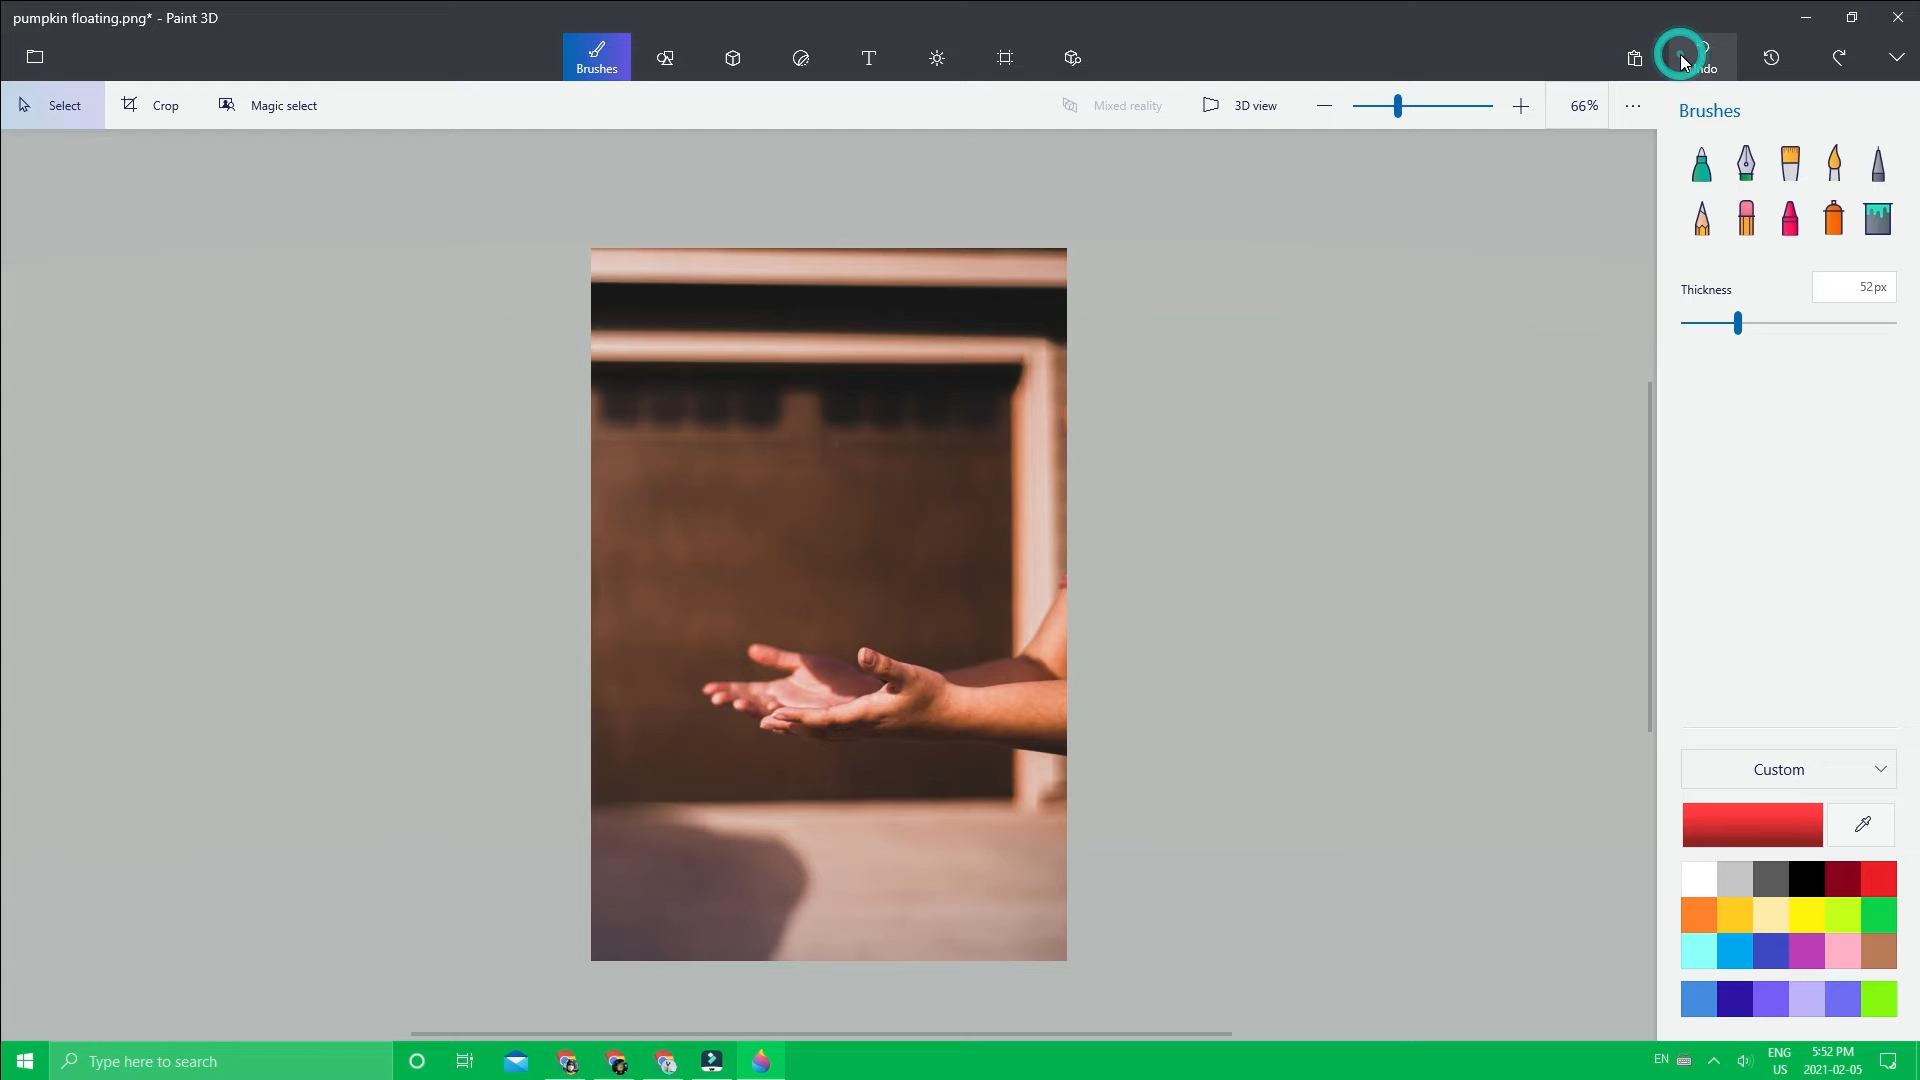 pumpkin floating.png* - Paint 3D
Brushes
Select
Crop
Magic select
Mixed reality
3D view
66%
Brushes
Thickness
52px
Custom
Type here to search
EN
ENG
US
5:52 PM
2021-02-05